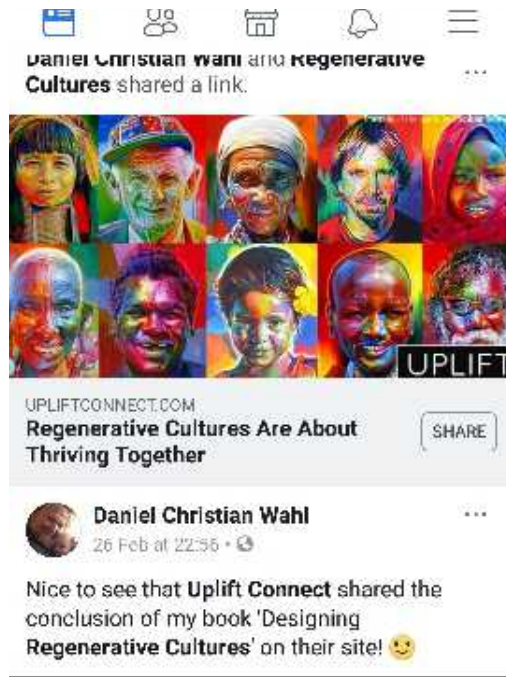 Daniel Christian Wahl and Regenerative
Cultures shared a link.
UPLIFT
UPLIFTCONNECT.COM
Regenerative Cultures Are About
Thriving Together
SHARE
Daniel Christian Wahl
26 Feb at 22:56 •
Nice to see that Uplift Connect shared the
conclusion of my book 'Designing
Regenerative Cultures' on their site!